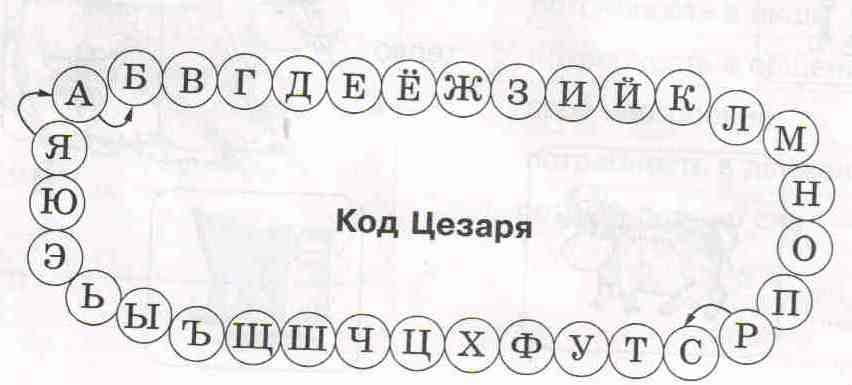 А Б В Г Д Е Ё Ж З И Й К Л М Н О П Р С Т У Ф Х Ц Ч Ш Щ Ъ Ы Ь Э Ю Я
Код Цезаря